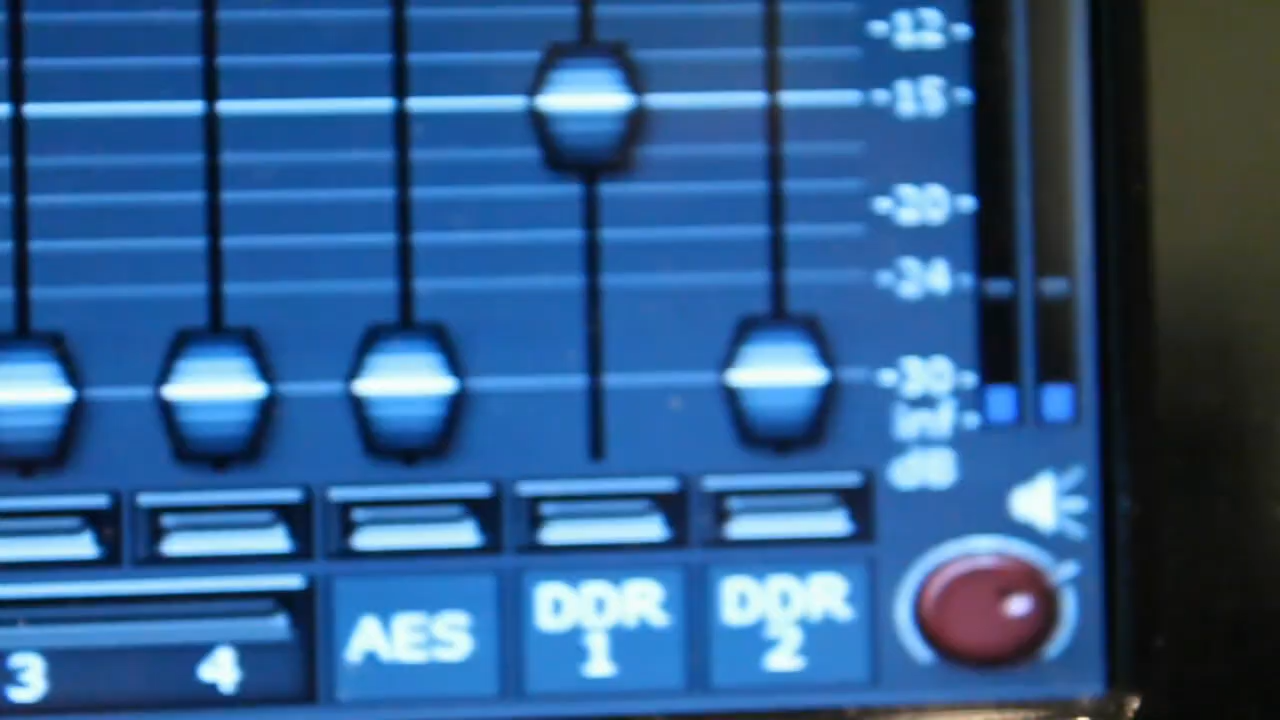 -12-
-15-
-20-
-24-
-30-
inf-
dB
3
4
AES
DDR
1
DDR
2